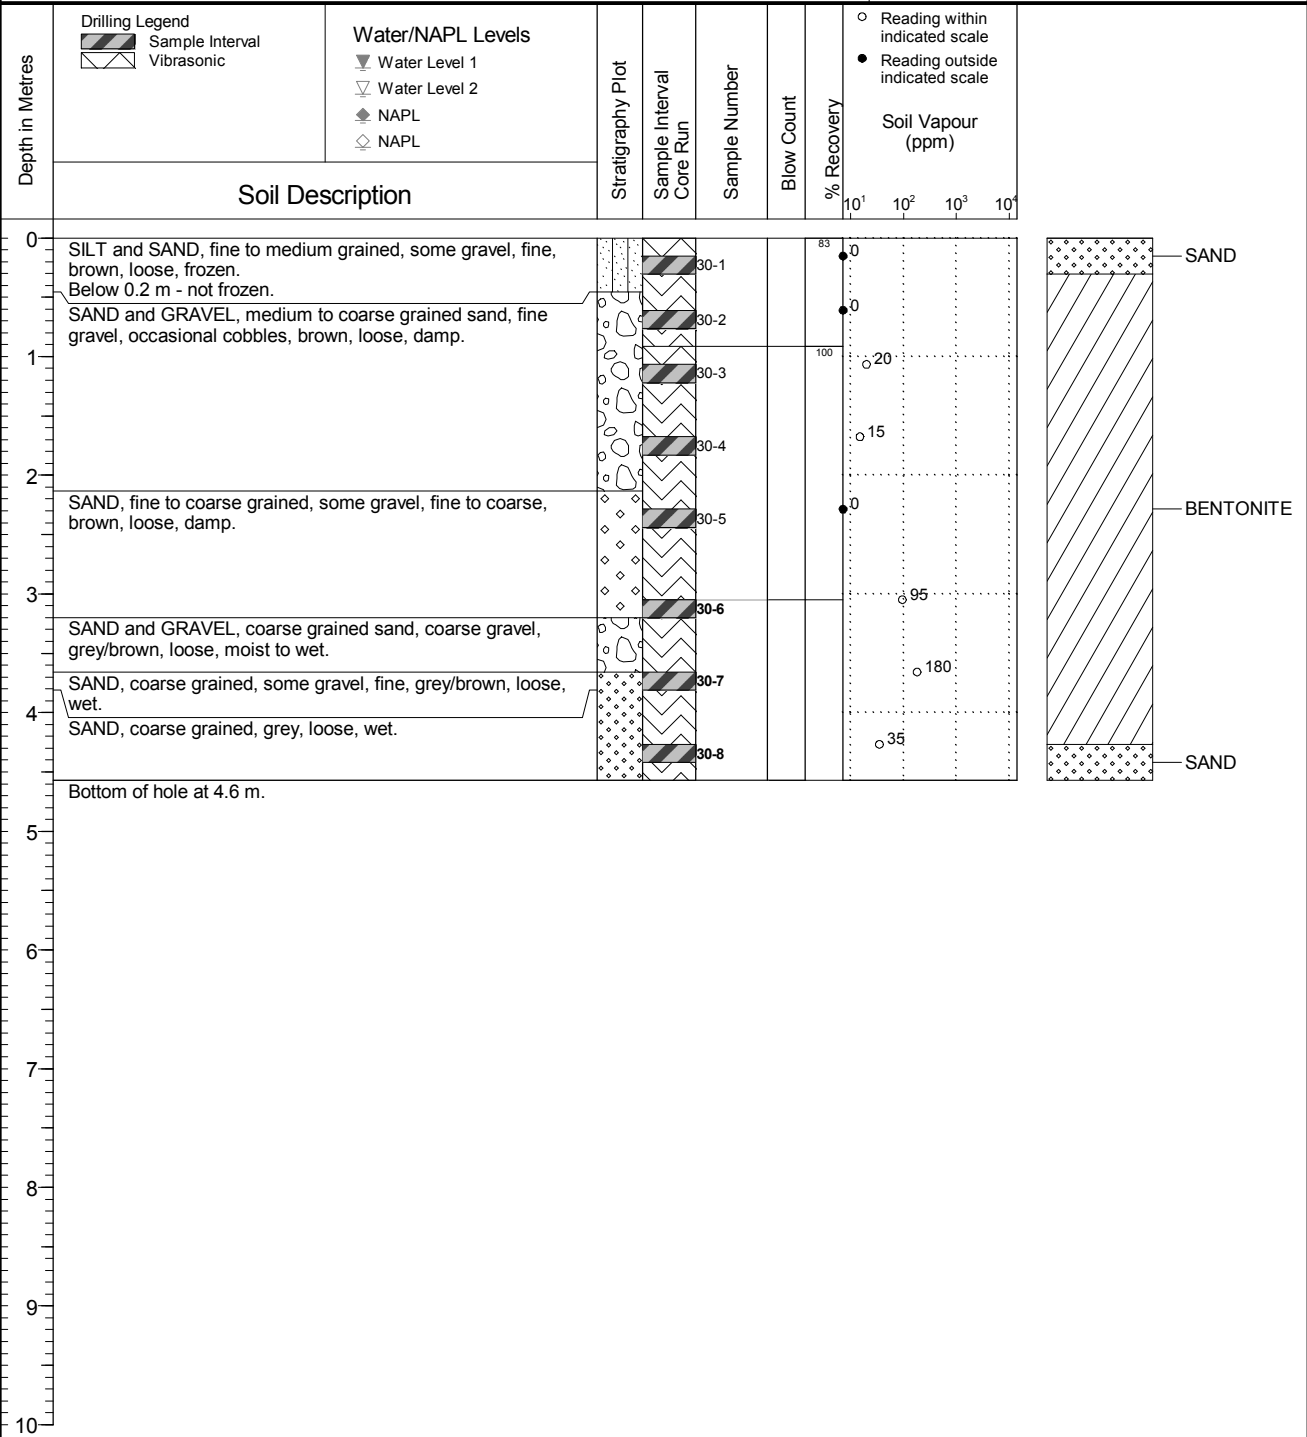 Drilling Legend
Sample Interval
Vibrasonic
Water/NAPL Levels
Water Level 1
Water Level 2
NAPL
NAPL
Reading within
indicated scale
Reading outside
indicated scale
Depth in Metres
Soil Description
Stratigraphy Plot
Sample Interval
Core Run
Sample Number
Blow Count
% Recovery
Soil Vapour
(ppm)
10¹ 10² 10³ 10⁴
0
SILT and SAND, fine to medium grained, some gravel, fine,
brown, loose, frozen.
Below 0.2 m - not frozen.
30-1
83
0
SAND
SAND and GRAVEL, medium to coarse grained sand, fine
gravel, occasional cobbles, brown, loose, damp.
30-2
0
1
100
30-3
20
30-4
15
2
SAND, fine to coarse grained, some gravel, fine to coarse,
brown, loose, damp.
30-5
0
BENTONITE
3
30-6
95
SAND and GRAVEL, coarse grained sand, coarse gravel,
grey/brown, loose, moist to wet.
180
SAND, coarse grained, some gravel, fine, grey/brown, loose,
wet.
30-7
4
SAND, coarse grained, grey, loose, wet.
30-8
35
SAND
Bottom of hole at 4.6 m.
5
6
7
8
9
10